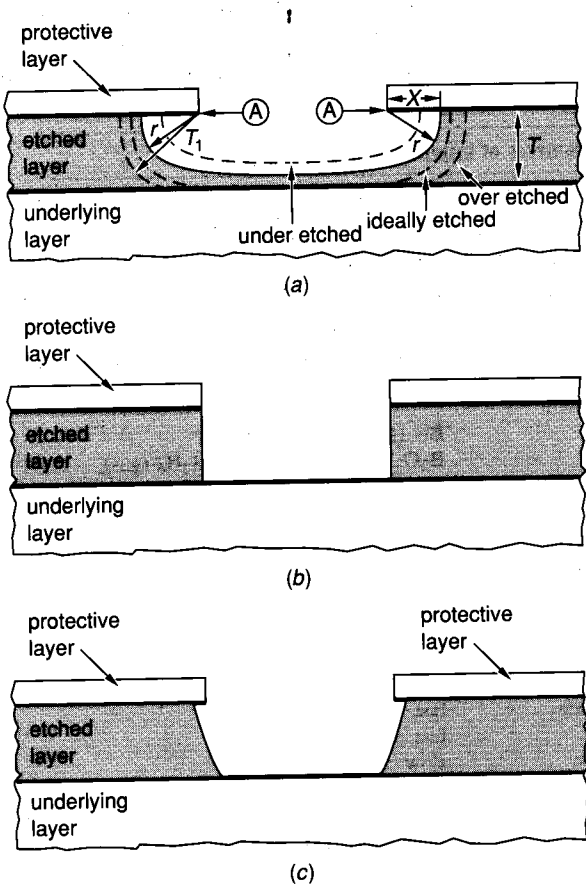 protective
layer
A
A
X
etched
layer
r
T1
r
T
over etched
ideally etched
under etched
underlying
layer
(a)
protective
layer
etched
layer
underlying
layer
(b)
protective
layer
protective
layer
etched
layer
underlying
layer
(c)